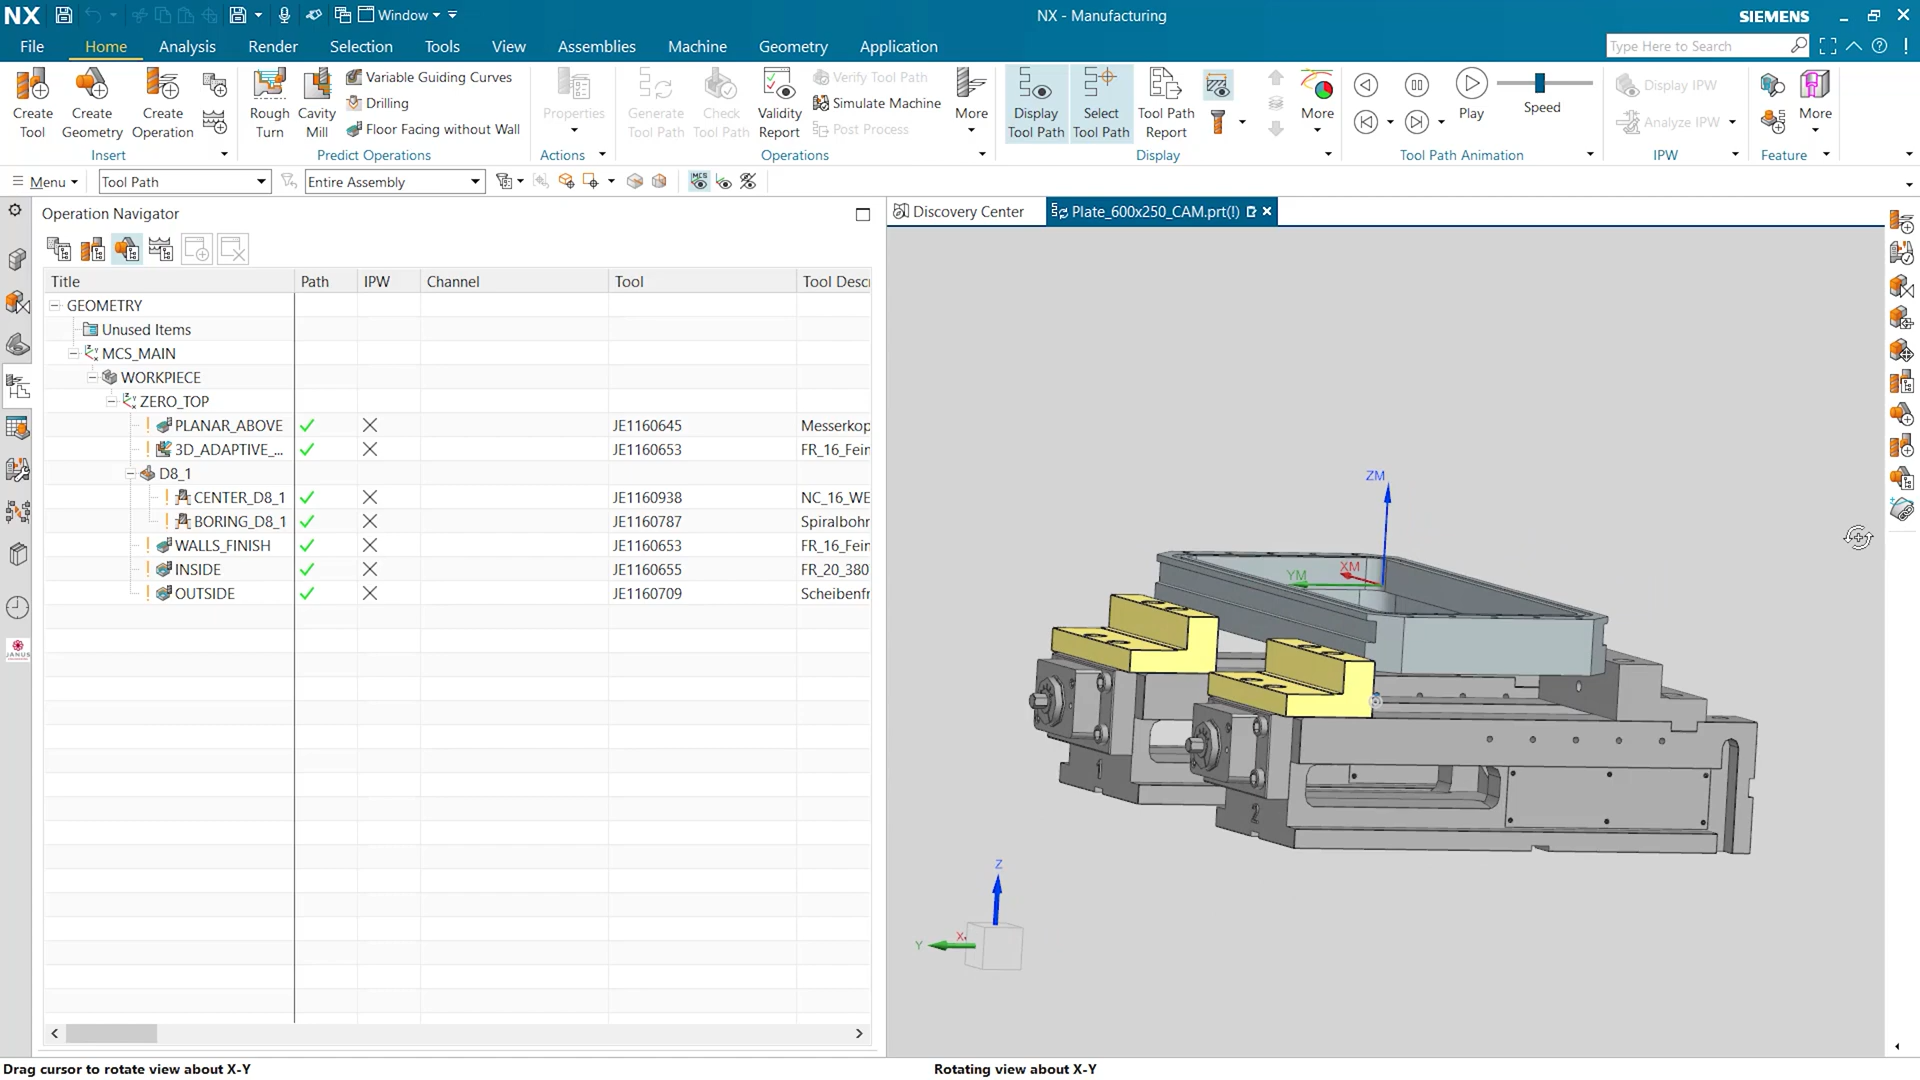 NX
Window
NX - Manufacturing
SIEMENS
File
Home
Analysis
Render
Selection
Tools
View
Assemblies
Machine
Geometry
Application
Type Here to Search
Create Tool
Create Geometry
Create Operation
Insert
Rough Turn
Cavity Mill
Variable Guiding Curves
Drilling
Floor Facing without Wall
Predict Operations
Properties
Actions
Generate Tool Path
Check Tool Path
Validity Report
Verify Tool Path
Simulate Machine
Post Process
More
Operations
Display Tool Path
Select Tool Path
Tool Path Report
More
Display
Play
Speed
Tool Path Animation
Display IPW
Analyze IPW
IPW
More
Feature
Menu
Tool Path
Entire Assembly
MCS
Operation Navigator
Discovery Center
Plate_600x250_CAM.prt(!)
Title Path IPW Channel Tool Tool Descr
GEOMETRY
Unused Items
MCS_MAIN
WORKPIECE
ZERO_TOP
PLANAR_ABOVE JE1160645 Messerkop
3D_ADAPTIVE_... JE1160653 FR_16_Fein
D8_1
CENTER_D8_1 JE1160938 NC_16_WE
BORING_D8_1 JE1160787 Spiralbohr
WALLS_FINISH JE1160653 FR_16_Fein
INSIDE JE1160655 FR_20_380
OUTSIDE JE1160709 Scheibenfr
JANUS
ZM
YM
XM
1
2
Z
Y
X
Drag cursor to rotate view about X-Y
Rotating view about X-Y